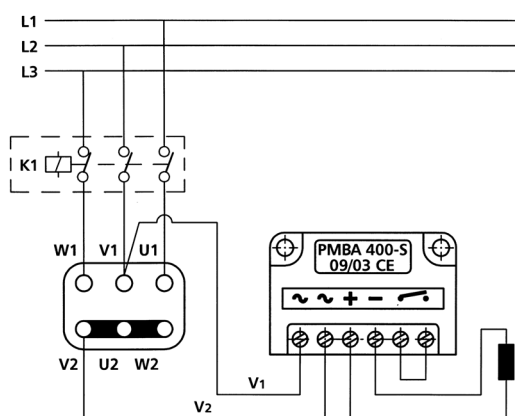 L1
L2
L3
K1
W1 V1 U1
PMBA 400-S
09/03 CE
V2 U2 W2
V1
V2